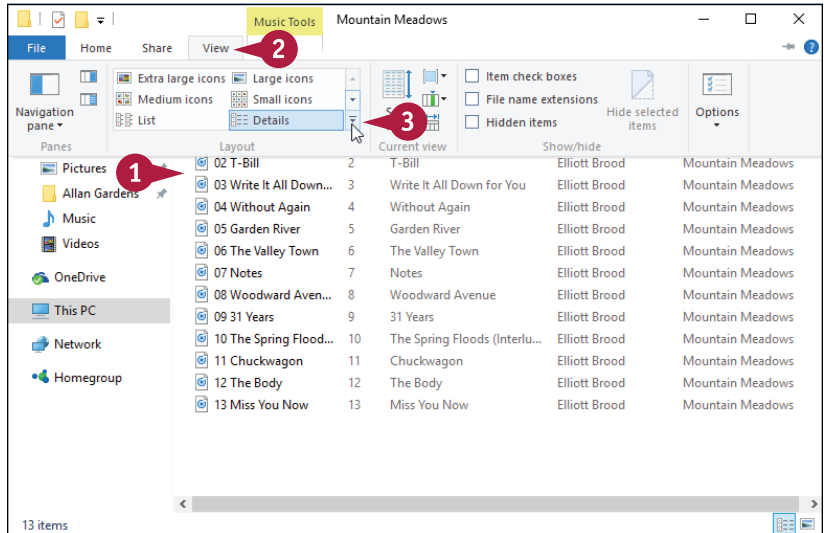 Music Tools Mountain Meadows
File Home Share View 2
Extra large icons Large icons
Medium icons Small icons
List Details 3
Navigation pane
Item check boxes
File name extensions
Hidden items
Hide selected items
Options
Panes Layout Current view Show/hide
1
Pictures
Allan Gardens
Music
Videos
OneDrive
This PC
Network
Homegroup
02 T-Bill 2 T-Bill Elliott Brood Mountain Meadows
03 Write It All Down... 3 Write It All Down for You Elliott Brood Mountain Meadows
04 Without Again 4 Without Again Elliott Brood Mountain Meadows
05 Garden River 5 Garden River Elliott Brood Mountain Meadows
06 The Valley Town 6 The Valley Town Elliott Brood Mountain Meadows
07 Notes 7 Notes Elliott Brood Mountain Meadows
08 Woodward Aven... 8 Woodward Avenue Elliott Brood Mountain Meadows
09 31 Years 9 31 Years Elliott Brood Mountain Meadows
10 The Spring Flood... 10 The Spring Floods (Interlu... Elliott Brood Mountain Meadows
11 Chuckwagon 11 Chuckwagon Elliott Brood Mountain Meadows
12 The Body 12 The Body Elliott Brood Mountain Meadows
13 Miss You Now 13 Miss You Now Elliott Brood Mountain Meadows
13 items